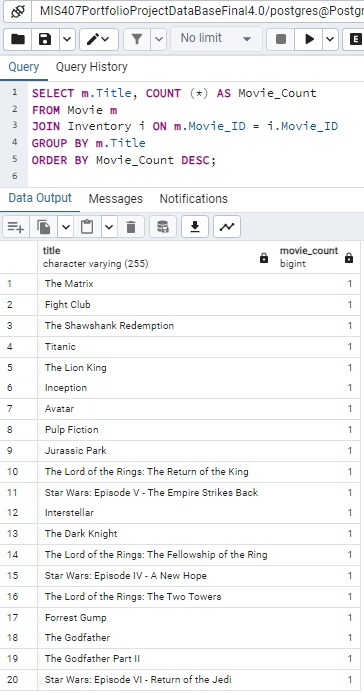 MIS407PortfolioProjectDataBaseFinal4.0/postgres@Postgr
No limit
E
Query Query History
1 SELECT m.Title, COUNT (*) AS Movie_Count
2 FROM Movie m
3 JOIN Inventory i ON m.Movie_ID = i.Movie_ID
4 GROUP BY m.Title
5 ORDER BY Movie_Count DESC;
6
Data Output Messages Notifications
title movie_count
character varying (255) bigint
1 The Matrix 1
2 Fight Club 1
3 The Shawshank Redemption 1
4 Titanic 1
5 The Lion King 1
6 Inception 1
7 Avatar 1
8 Pulp Fiction 1
9 Jurassic Park 1
10 The Lord of the Rings: The Return of the King 1
11 Star Wars: Episode V - The Empire Strikes Back 1
12 Interstellar 1
13 The Dark Knight 1
14 The Lord of the Rings: The Fellowship of the Ring 1
15 Star Wars: Episode IV - A New Hope 1
16 The Lord of the Rings: The Two Towers 1
17 Forrest Gump 1
18 The Godfather 1
19 The Godfather Part II 1
20 Star Wars: Episode VI - Return of the Jedi 1